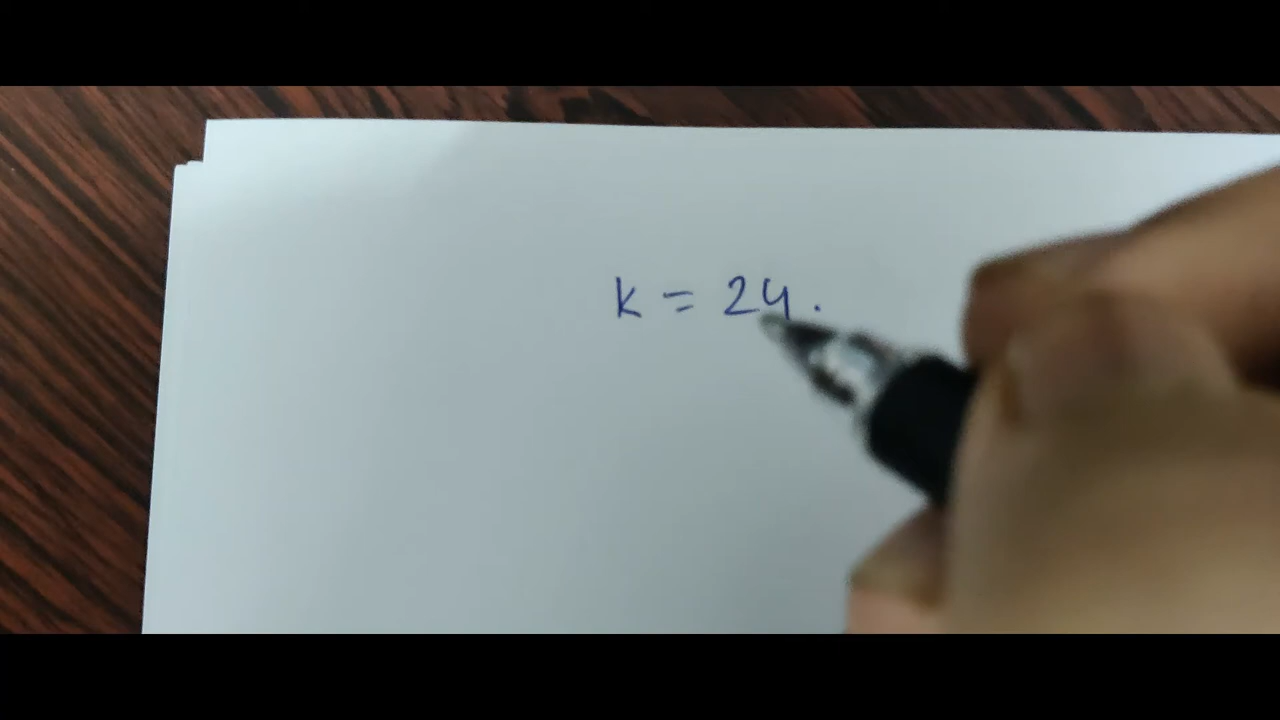 k = 24.